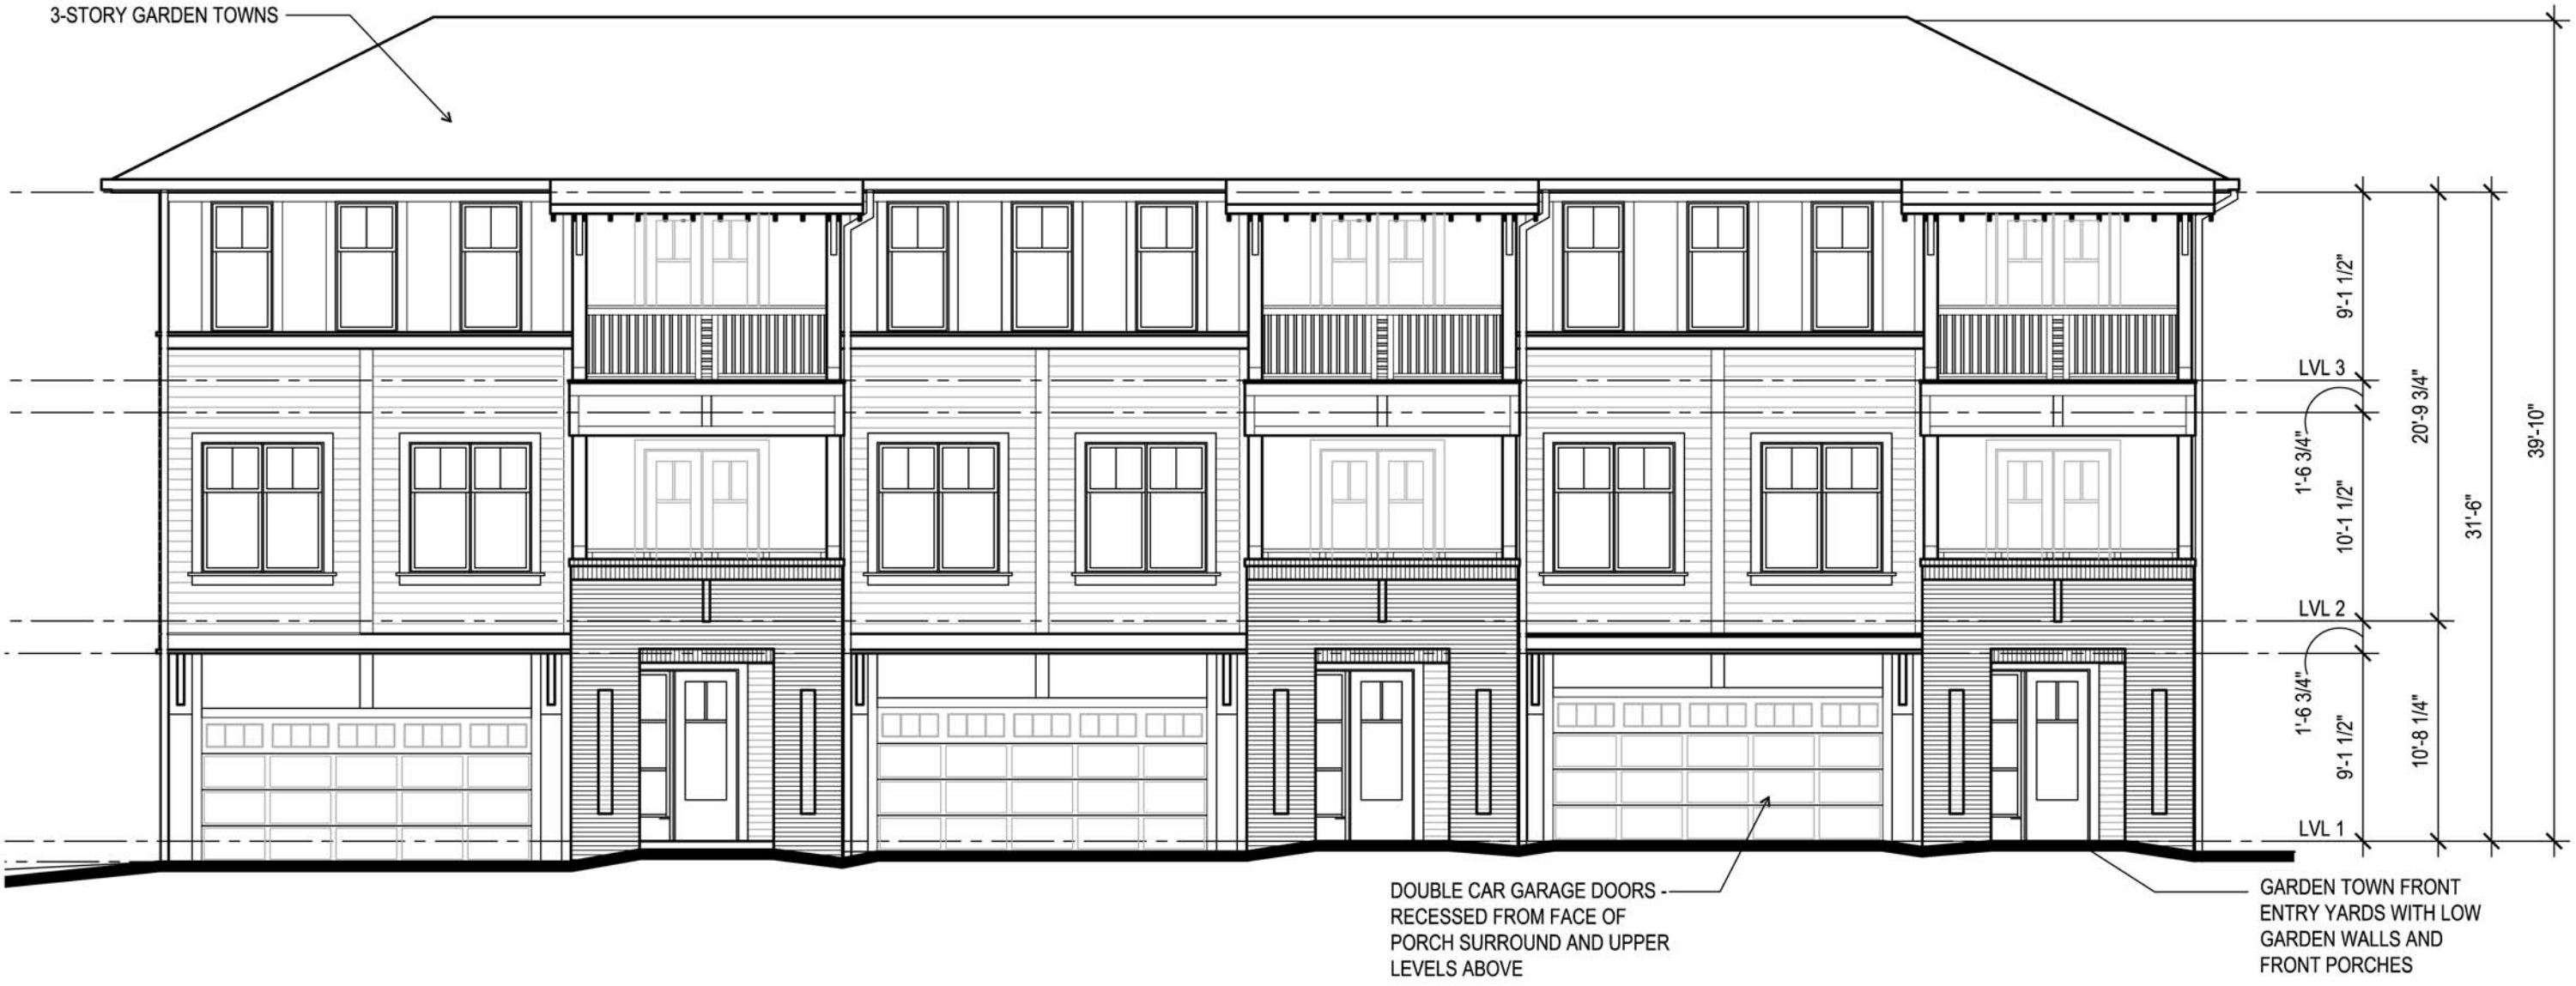 3-STORY GARDEN TOWNS
9'-1 1/2"
LVL 3
1'-6 3/4"
10'-1 1/2"
LVL 2
1'-6 3/4"
9'-1 1/2"
LVL 1
20'-9 3/4"
10'-8 1/4"
31'-6"
39'-10"
DOUBLE CAR GARAGE DOORS -
RECESSED FROM FACE OF
PORCH SURROUND AND UPPER
LEVELS ABOVE
GARDEN TOWN FRONT
ENTRY YARDS WITH LOW
GARDEN WALLS AND
FRONT PORCHES